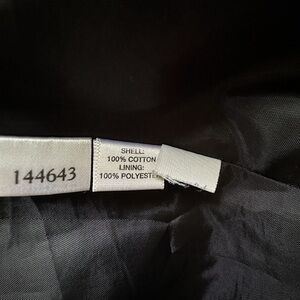 144643
SHELL:
100% COTTON
LINING:
100% POLYESTE